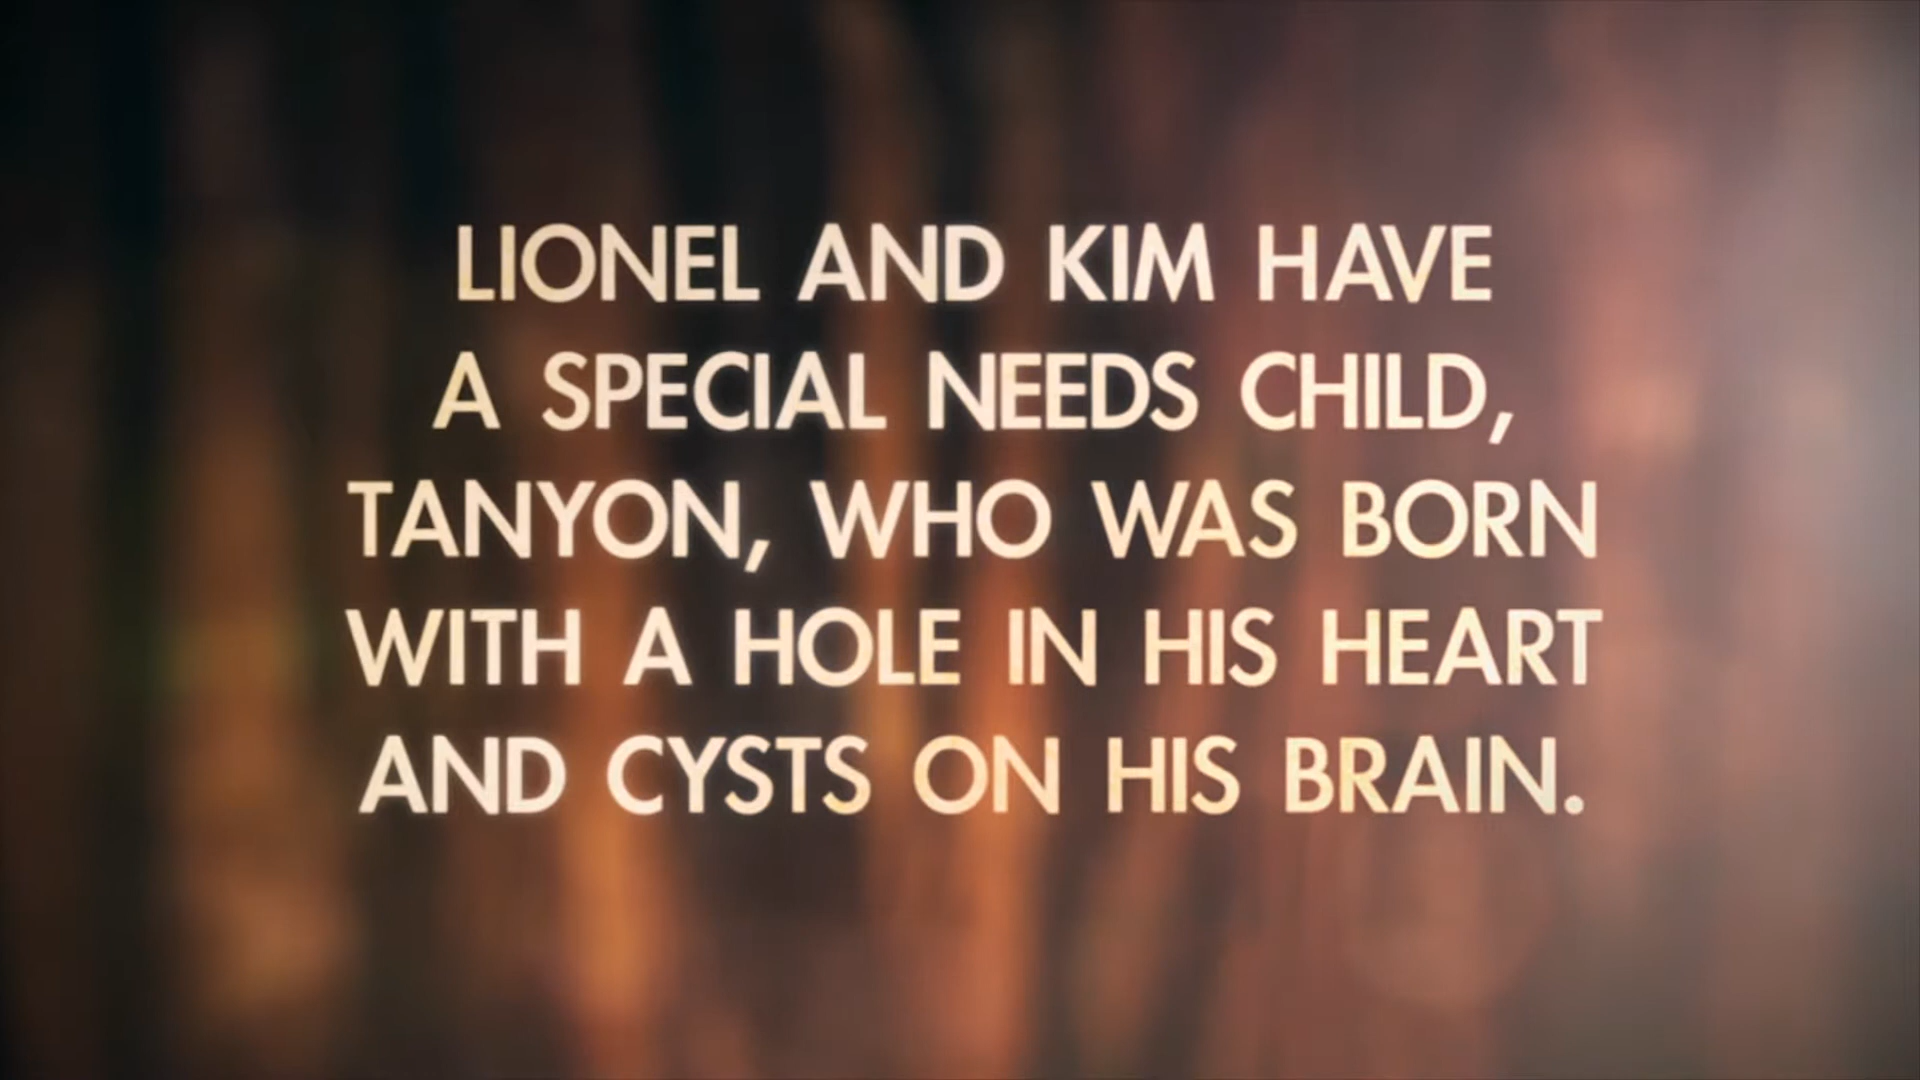 LIONEL AND KIM HAVE
A SPECIAL NEEDS CHILD,
TANYON, WHO WAS BORN
WITH A HOLE IN HIS HEART
AND CYSTS ON HIS BRAIN.